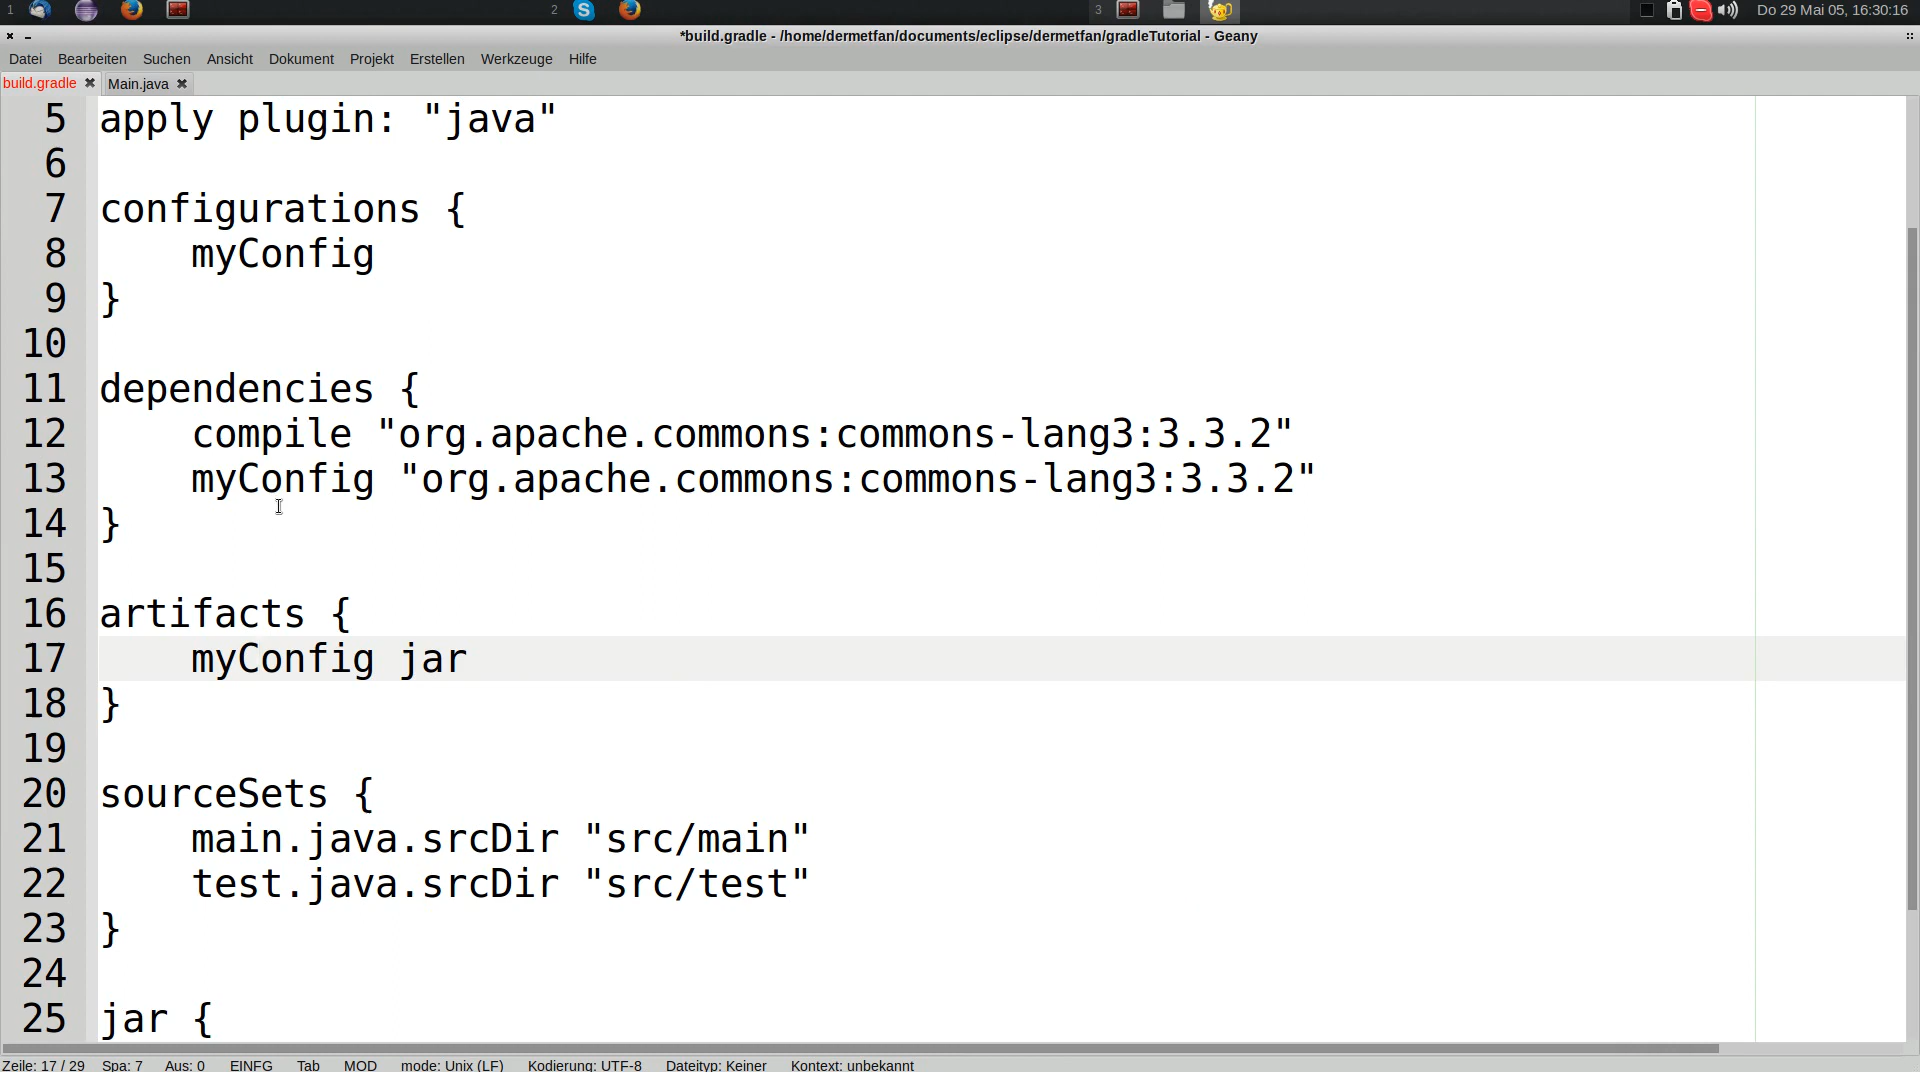 1 2 3 Do 29 Mai 05, 16:30:16
*build.gradle - /home/dermetfan/documents/eclipse/dermetfan/gradleTutorial - Geany
Datei Bearbeiten Suchen Ansicht Dokument Projekt Erstellen Werkzeuge Hilfe
build.gradle Main.java
5 apply plugin: "java"
6
7 configurations {
8 myConfig
9 }
10
11 dependencies {
12 compile "org.apache.commons:commons-lang3:3.3.2"
13 myConfig "org.apache.commons:commons-lang3:3.3.2"
14 }
15
16 artifacts {
17 myConfig jar
18 }
19
20 sourceSets {
21 main.java.srcDir "src/main"
22 test.java.srcDir "src/test"
23 }
24
25 jar {
Zeile: 17 / 29 Spa: 7 Aus: 0 EINFG Tab MOD mode: Unix (LF) Kodierung: UTF-8 Dateityp: Keiner Kontext: unbekannt